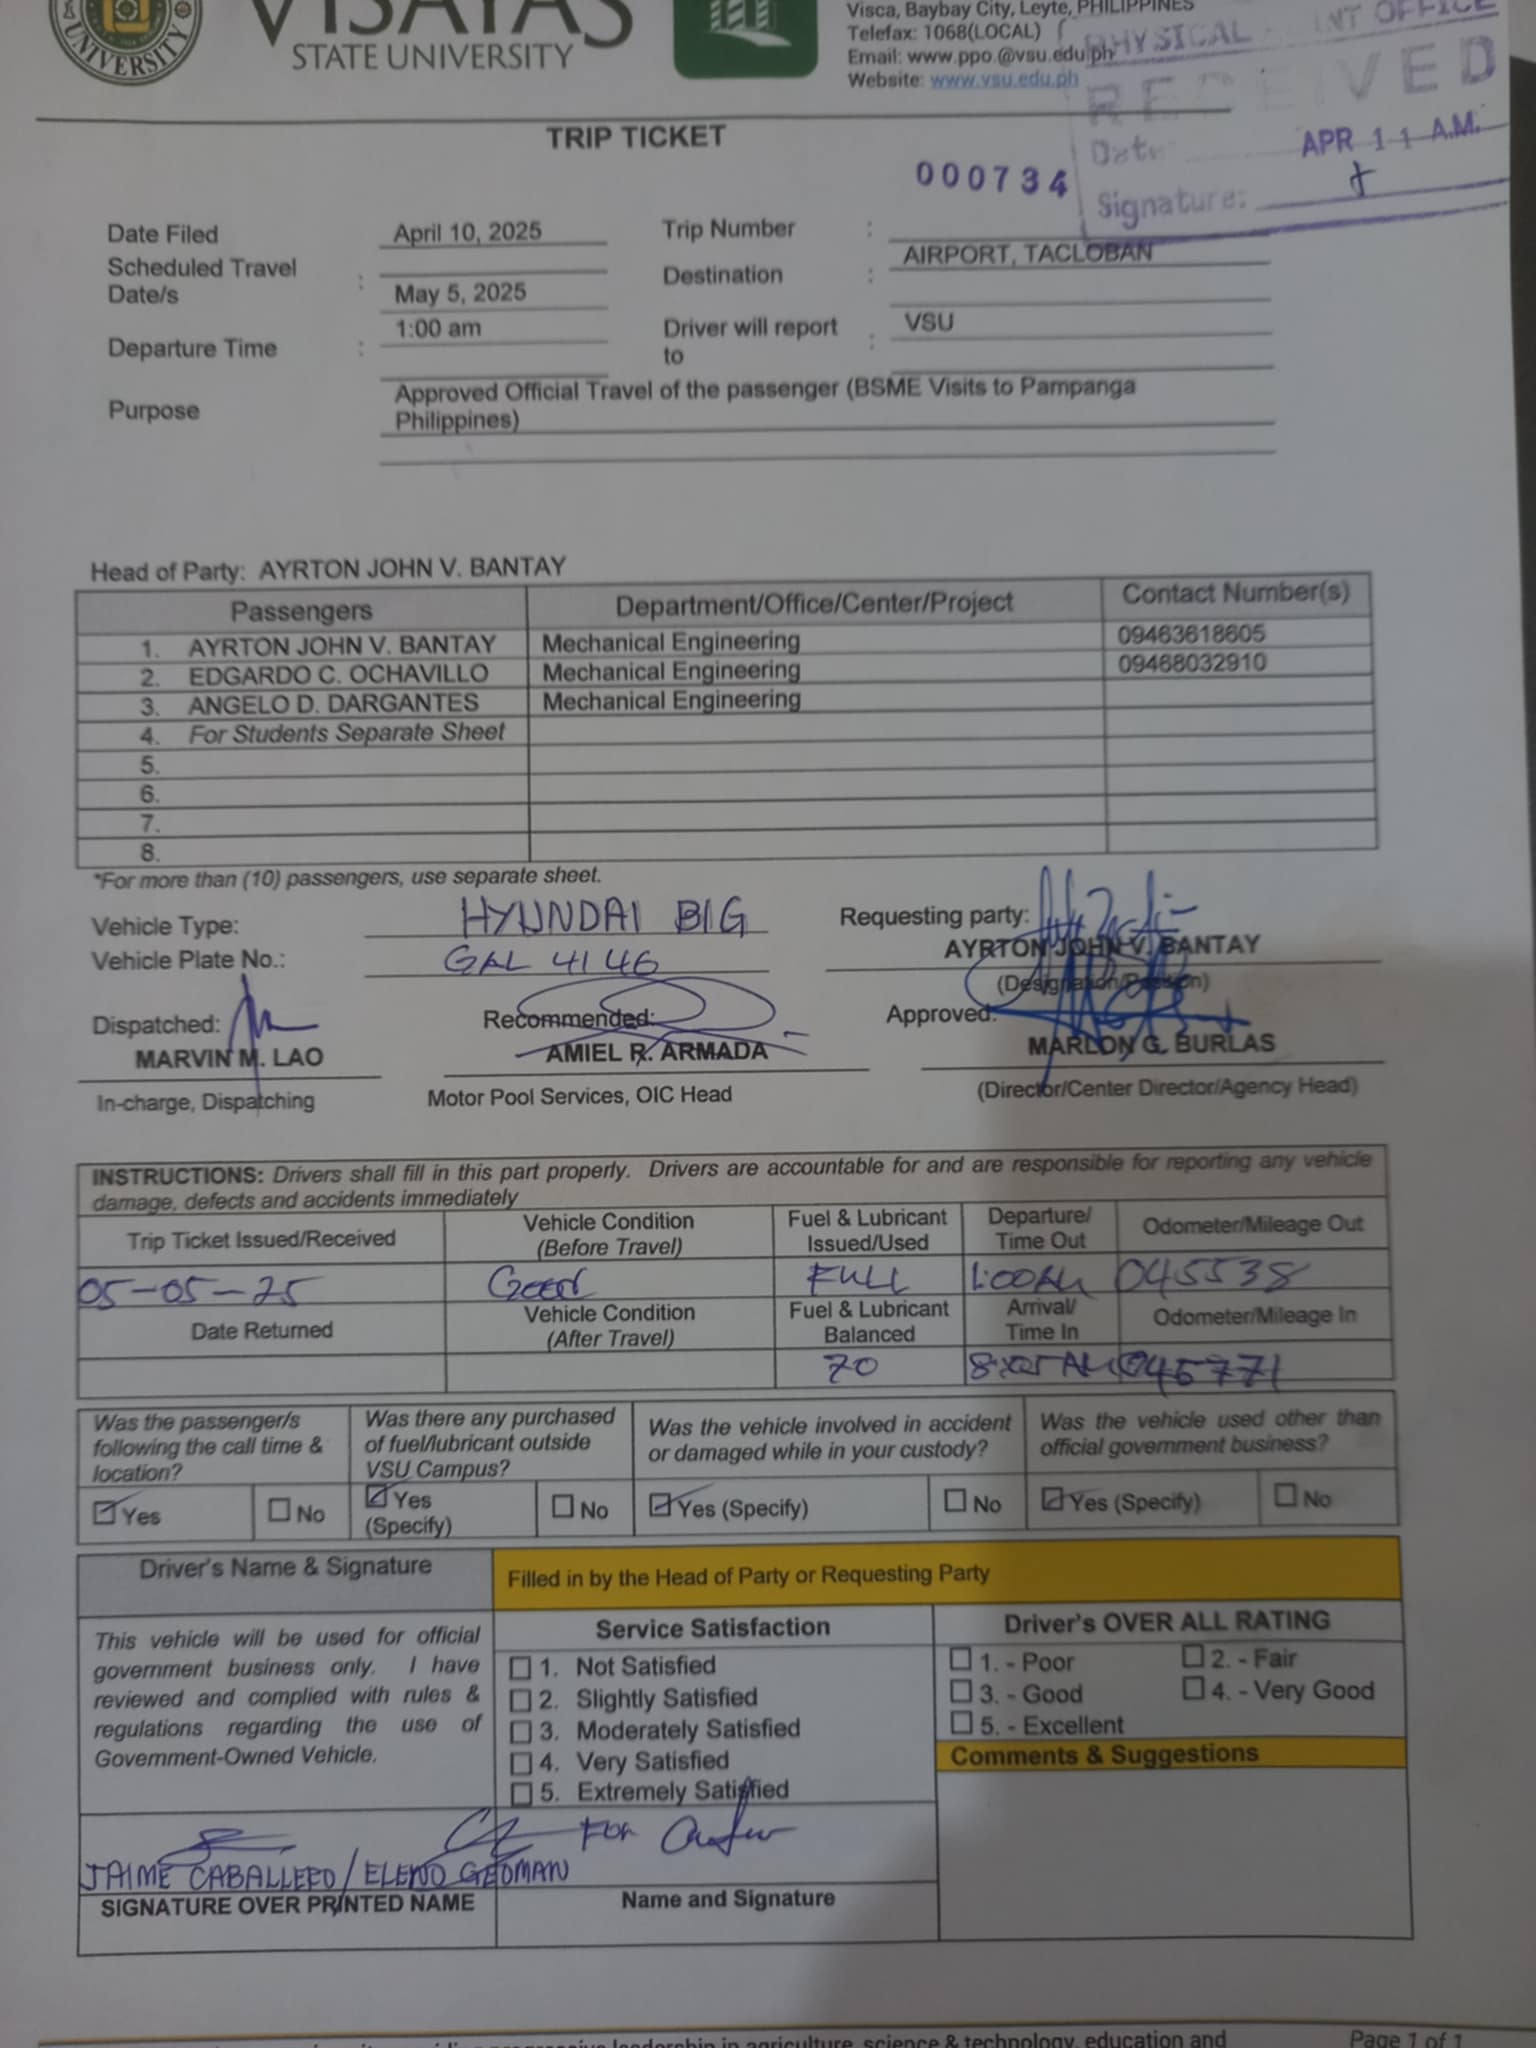 VISAYAS
STATE UNIVERSITY
UNIVERSITY
Visca, Baybay City, Leyte, PHILIPPINES
Telefax: 1068(LOCAL)
Email: www.ppo.@vsu.edu.ph
Website: www.vsu.edu.ph
PHYSICAL NT OFFICE
RECEIVED
Date: APR 11 A.M.
Signature:
TRIP TICKET
000734
Date Filed April 10, 2025 Trip Number :
Scheduled Travel Date/s : May 5, 2025 Destination : AIRPORT, TACLOBAN
Departure Time : 1:00 am Driver will report to : VSU
Purpose Approved Official Travel of the passenger (BSME Visits to Pampanga
Philippines)
Head of Party: AYRTON JOHN V. BANTAY
Passengers Department/Office/Center/Project Contact Number(s)
1. AYRTON JOHN V. BANTAY Mechanical Engineering 09463618605
2. EDGARDO C. OCHAVILLO Mechanical Engineering 09468032910
3. ANGELO D. DARGANTES Mechanical Engineering
4. For Students Separate Sheet
5.
6.
7.
8.
*For more than (10) passengers, use separate sheet.
Vehicle Type: HYUNDAI BIG Requesting party:
AYRTON JOHN V. BANTAY
Vehicle Plate No.: GAL 4146
(Designation/Position)
Dispatched: Recommended: Approved:
MARVIN M. LAO AMIEL R. ARMADA MARLON G. BURLAS
In-charge, Dispatching Motor Pool Services, OIC Head (Director/Center Director/Agency Head)
INSTRUCTIONS: Drivers shall fill in this part properly. Drivers are accountable for and are responsible for reporting any vehicle
damage, defects and accidents immediately
Trip Ticket Issued/Received Vehicle Condition (Before Travel) Fuel & Lubricant Issued/Used Departure/ Time Out Odometer/Mileage Out
05-05-25 Good FULL 1:00AM 045538
Date Returned Vehicle Condition (After Travel) Fuel & Lubricant Balanced Arrival/ Time In Odometer/Mileage In
70 AM 045771
Was the passenger/s following the call time & location? Was there any purchased of fuel/lubricant outside VSU Campus? Was the vehicle involved in accident or damaged while in your custody? Was the vehicle used other than official government business?
Yes No Yes (Specify) No Yes (Specify) No Yes (Specify) No
Driver's Name & Signature Filled in by the Head of Party or Requesting Party
This vehicle will be used for official
government business only. I have
reviewed and complied with rules &
regulations regarding the use of
Government-Owned Vehicle.
Service Satisfaction
1. Not Satisfied
2. Slightly Satisfied
3. Moderately Satisfied
4. Very Satisfied
5. Extremely Satisfied
Driver's OVER ALL RATING
1. - Poor 2. - Fair
3. - Good 4. - Very Good
5. - Excellent
Comments & Suggestions
FOR
JAIME CABALLERO / ELENO GEOMAN
SIGNATURE OVER PRINTED NAME Name and Signature
leadership in agriculture, science & technology, education and
Page 1 of 1